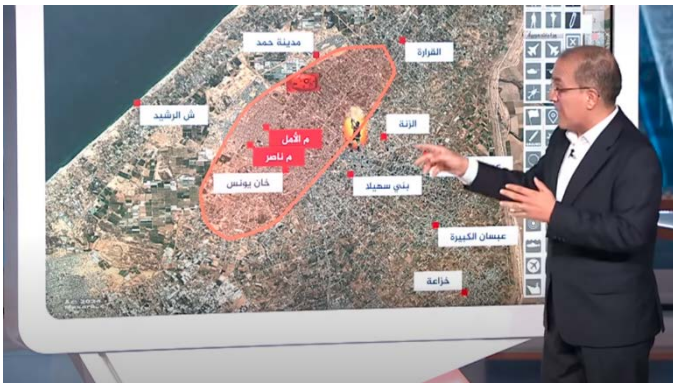 مدينة حمد
القرارة
ش الرشيد
الزنة
م الأمل
م ناصر
خان يونس
بني سهيلا
عبسان الكبيرة
خزاعة